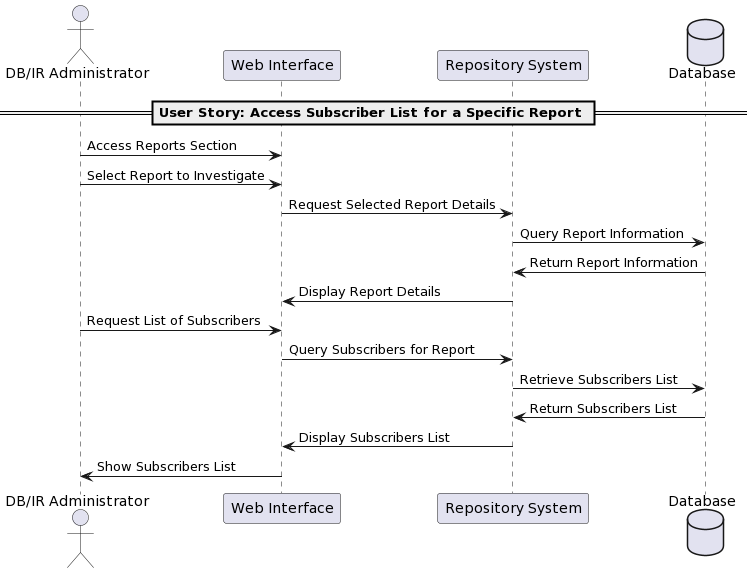 DB/IR Administrator
Web Interface
Repository System
Database
User Story: Access Subscriber List for a Specific Report
Access Reports Section
Select Report to Investigate
Request Selected Report Details
Query Report Information
Return Report Information
Display Report Details
Request List of Subscribers
Query Subscribers for Report
Retrieve Subscribers List
Return Subscribers List
Display Subscribers List
Show Subscribers List
DB/IR Administrator
Web Interface
Repository System
Database